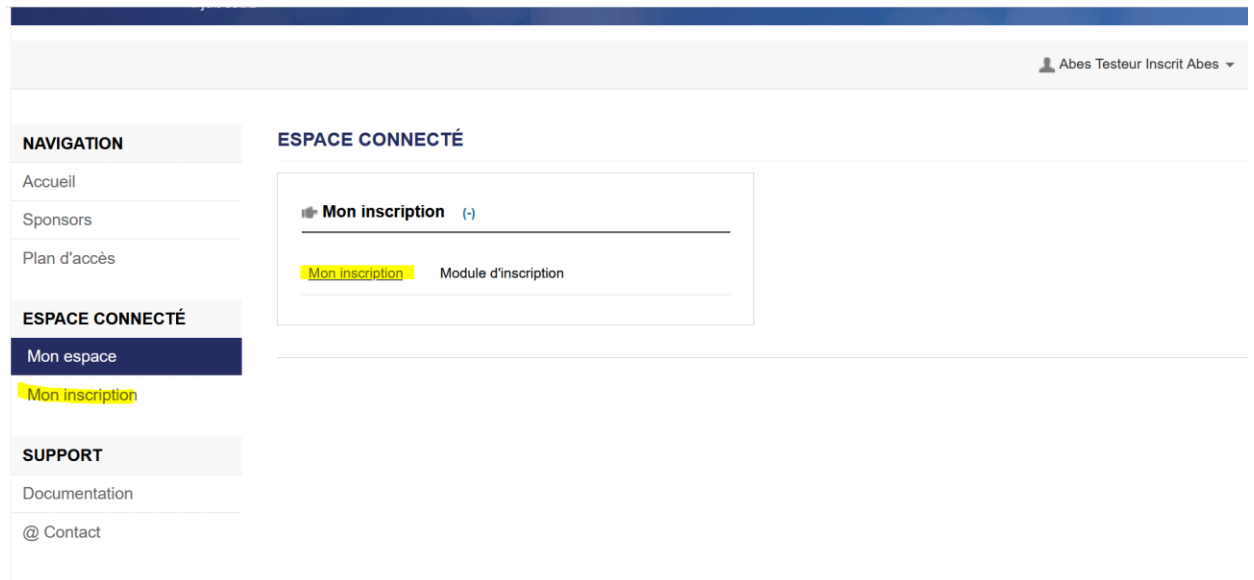 Abes Testeur Inscrit Abes
NAVIGATION
Accueil
Sponsors
Plan d'accès
ESPACE CONNECTÉ
Mon espace
Mon inscription
SUPPORT
Documentation
@ Contact
ESPACE CONNECTÉ
Mon inscription (-)
Mon inscription Module d'inscription